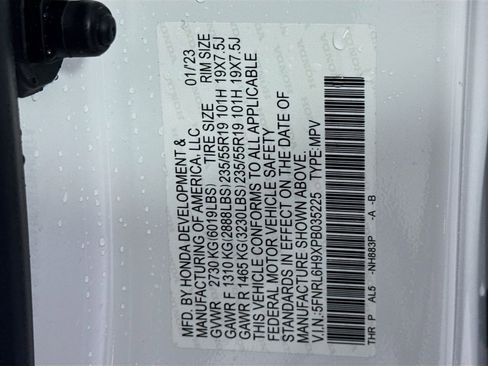 MFD. BY HONDA DEVELOPMENT &
MANUFACTURING OF AMERICA, LLC. 01/'23
GVWR 2730 KG(6019LBS) TIRE SIZE RIM SIZE
GAWR F 1310 KG(2888LBS)235/55R19 101H 19X7.5J
GAWR R 1465 KG(3230LBS)235/55R19 101H 19X7.5J
THIS VEHICLE CONFORMS TO ALL APPLICABLE
FEDERAL MOTOR VEHICLE SAFETY
STANDARDS IN EFFECT ON THE DATE OF
MANUFACTURE SHOWN ABOVE.
V.I.N.:5FNRL6H9XPB035225 TYPE:MPV
THR P AL5 -NH883P -A -B